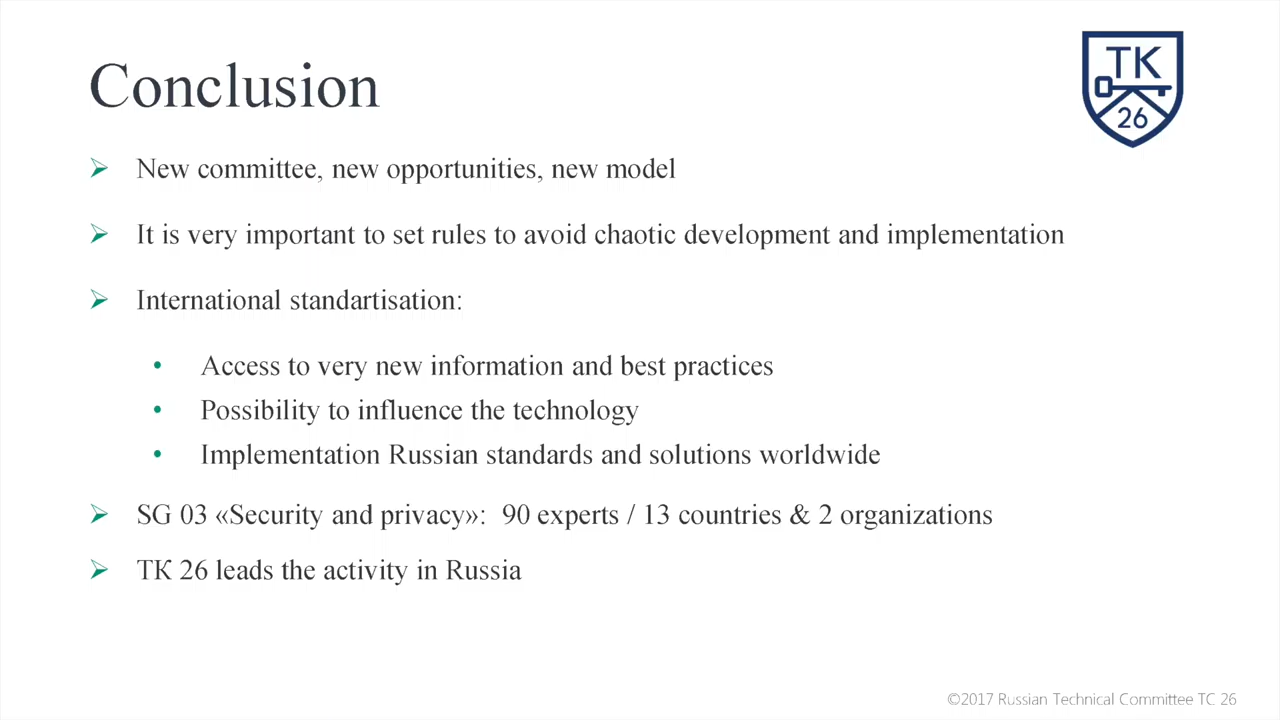 Conclusion
TK
26
New committee, new opportunities, new model
It is very important to set rules to avoid chaotic development and implementation
International standartisation:
Access to very new information and best practices
Possibility to influence the technology
Implementation Russian standards and solutions worldwide
SG 03 «Security and privacy»: 90 experts / 13 countries & 2 organizations
TK 26 leads the activity in Russia
©2017 Russian Technical Committee TC 26